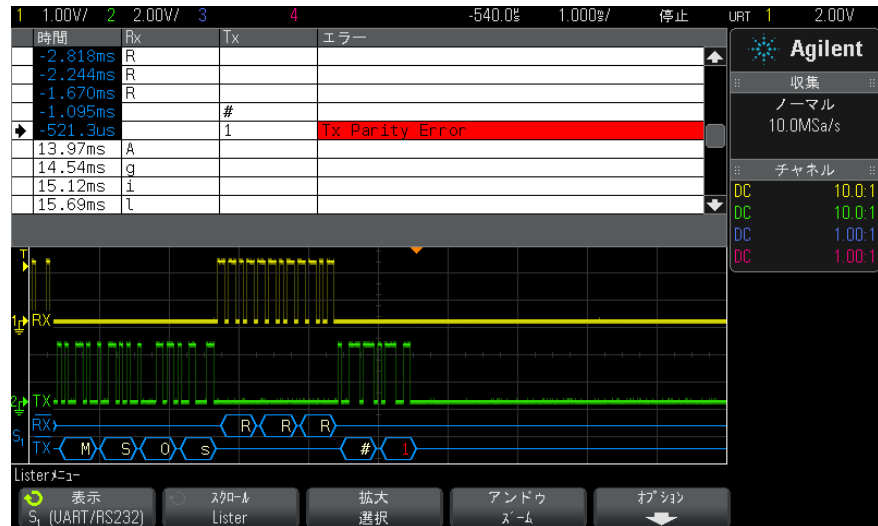 1 1.00V/ 2 2.00V/ 3 4 -540.0㎲ 1.000㎳/ 停止 URT 1 2.00V
時間 Rx Tx エラー
-2.818ms R
-2.244ms R
-1.670ms R
-1.095ms #
-521.3us 1 Tx Parity Error
13.97ms A
14.54ms g
15.12ms i
15.69ms l
Agilent
収集
ノーマル
10.0MSa/s
チャネル
DC 10.0:1
DC 10.0:1
DC 1.00:1
DC 1.00:1
T
1 RX
2 TX
S1 RX R R R
TX M S O s # 1
Listerメニュー
表示
S1 (UART/RS232)
スクロール
Lister
拡大
選択
アンドゥ
ズーム
オプション